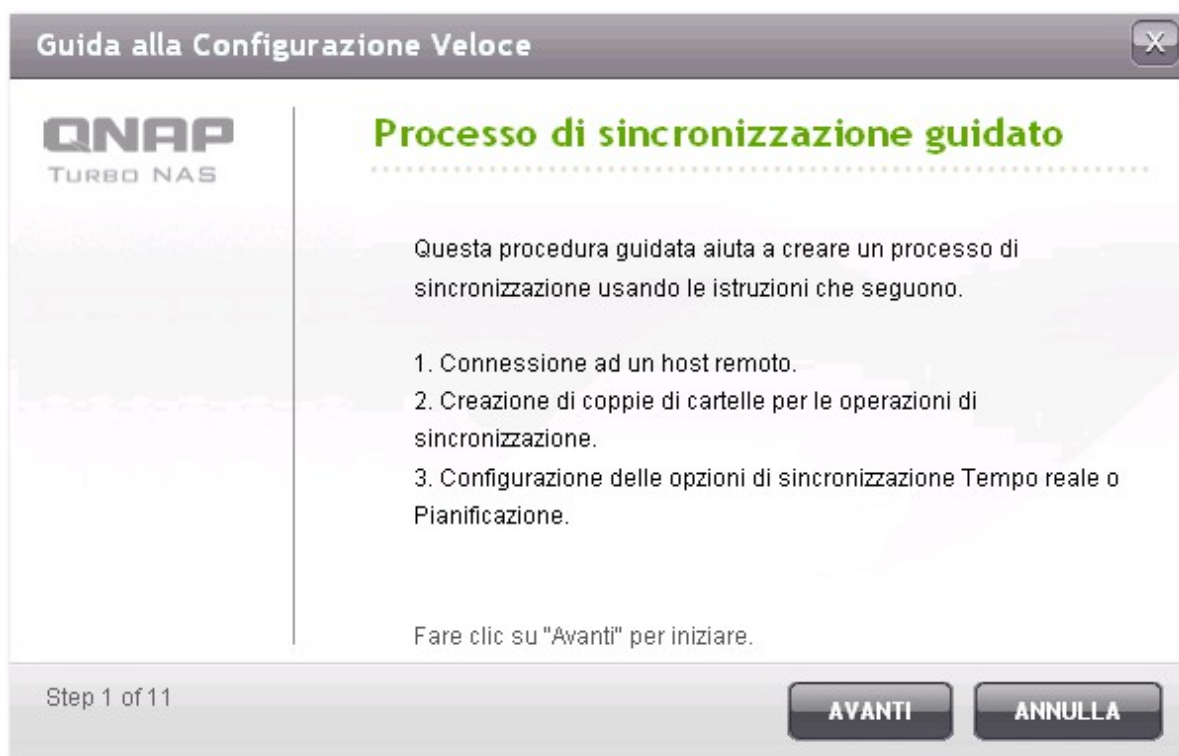 Guida alla Configurazione Veloce
X
QNAP
TURBO NAS
Processo di sincronizzazione guidato
Questa procedura guidata aiuta a creare un processo di
sincronizzazione usando le istruzioni che seguono.
1. Connessione ad un host remoto.
2. Creazione di coppie di cartelle per le operazioni di
sincronizzazione.
3. Configurazione delle opzioni di sincronizzazione Tempo reale o
Pianificazione.
Fare clic su "Avanti" per iniziare.
Step 1 of 11
AVANTI
ANNULLA